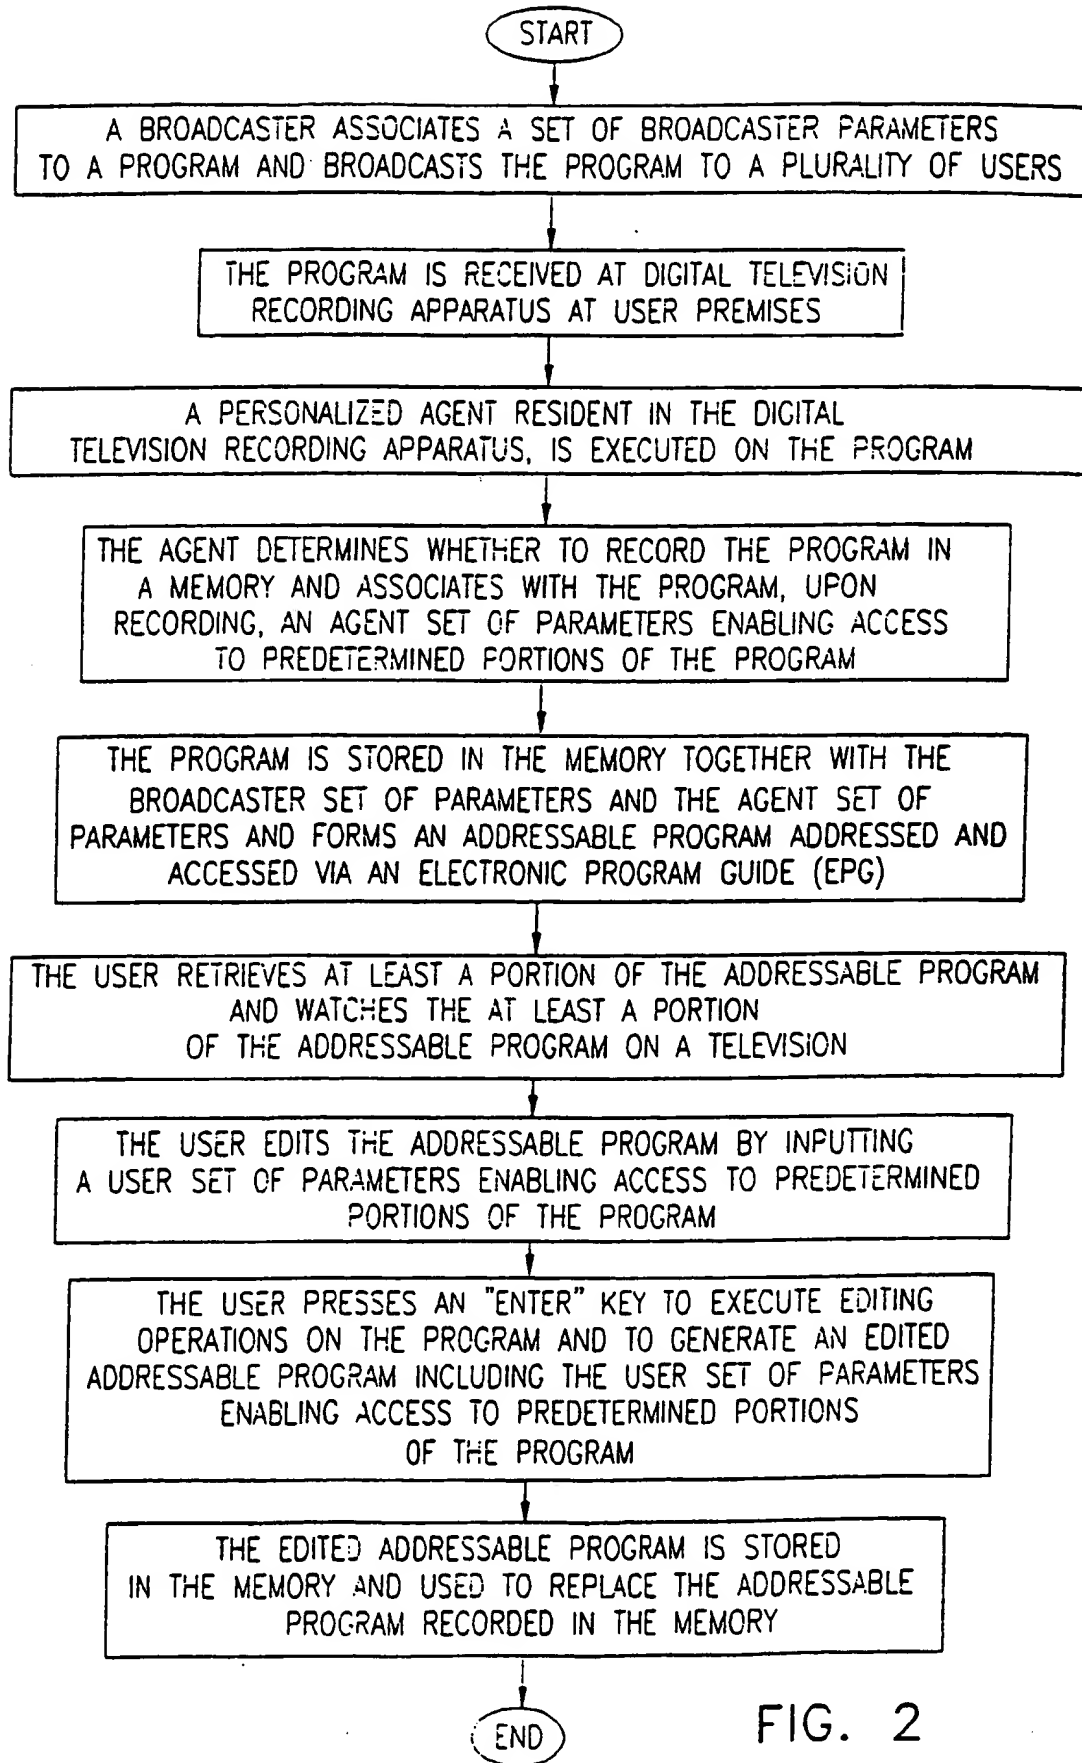 START
A BROADCASTER ASSOCIATES A SET OF BROADCASTER PARAMETERS
TO A PROGRAM AND BROADCASTS THE PROGRAM TO A PLURALITY OF USERS
THE PROGRAM IS RECEIVED AT DIGITAL TELEVISION
RECORDING APPARATUS AT USER PREMISES
A PERSONALIZED AGENT RESIDENT IN THE DIGITAL
TELEVISION RECORDING APPARATUS, IS EXECUTED ON THE PROGRAM
THE AGENT DETERMINES WHETHER TO RECORD THE PROGRAM IN
A MEMORY AND ASSOCIATES WITH THE PROGRAM, UPON
RECORDING, AN AGENT SET OF PARAMETERS ENABLING ACCESS
TO PREDETERMINED PORTIONS OF THE PROGRAM
THE PROGRAM IS STORED IN THE MEMORY TOGETHER WITH THE
BROADCASTER SET OF PARAMETERS AND THE AGENT SET OF
PARAMETERS AND FORMS AN ADDRESSABLE PROGRAM ADDRESSED AND
ACCESSED VIA AN ELECTRONIC PROGRAM GUIDE (EPG)
THE USER RETRIEVES AT LEAST A PORTION OF THE ADDRESSABLE PROGRAM
AND WATCHES THE AT LEAST A PORTION
OF THE ADDRESSABLE PROGRAM ON A TELEVISION
THE USER EDITS THE ADDRESSABLE PROGRAM BY INPUTTING
A USER SET OF PARAMETERS ENABLING ACCESS TO PREDETERMINED
PORTIONS OF THE PROGRAM
THE USER PRESSES AN "ENTER" KEY TO EXECUTE EDITING
OPERATIONS ON THE PROGRAM AND TO GENERATE AN EDITED
ADDRESSABLE PROGRAM INCLUDING THE USER SET OF PARAMETERS
ENABLING ACCESS TO PREDETERMINED PORTIONS
OF THE PROGRAM
THE EDITED ADDRESSABLE PROGRAM IS STORED
IN THE MEMORY AND USED TO REPLACE THE ADDRESSABLE
PROGRAM RECORDED IN THE MEMORY
END
FIG. 2